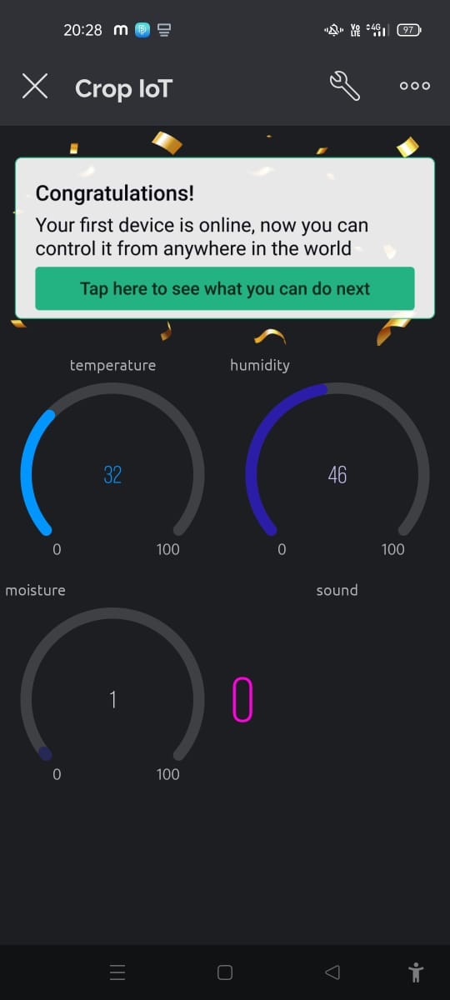 20:28 m VO LTE 4G 97
Crop IoT
Congratulations!
Your first device is online, now you can
control it from anywhere in the world
Tap here to see what you can do next
temperature humidity
32 46
0 100 0 100
moisture sound
1 0
0 100